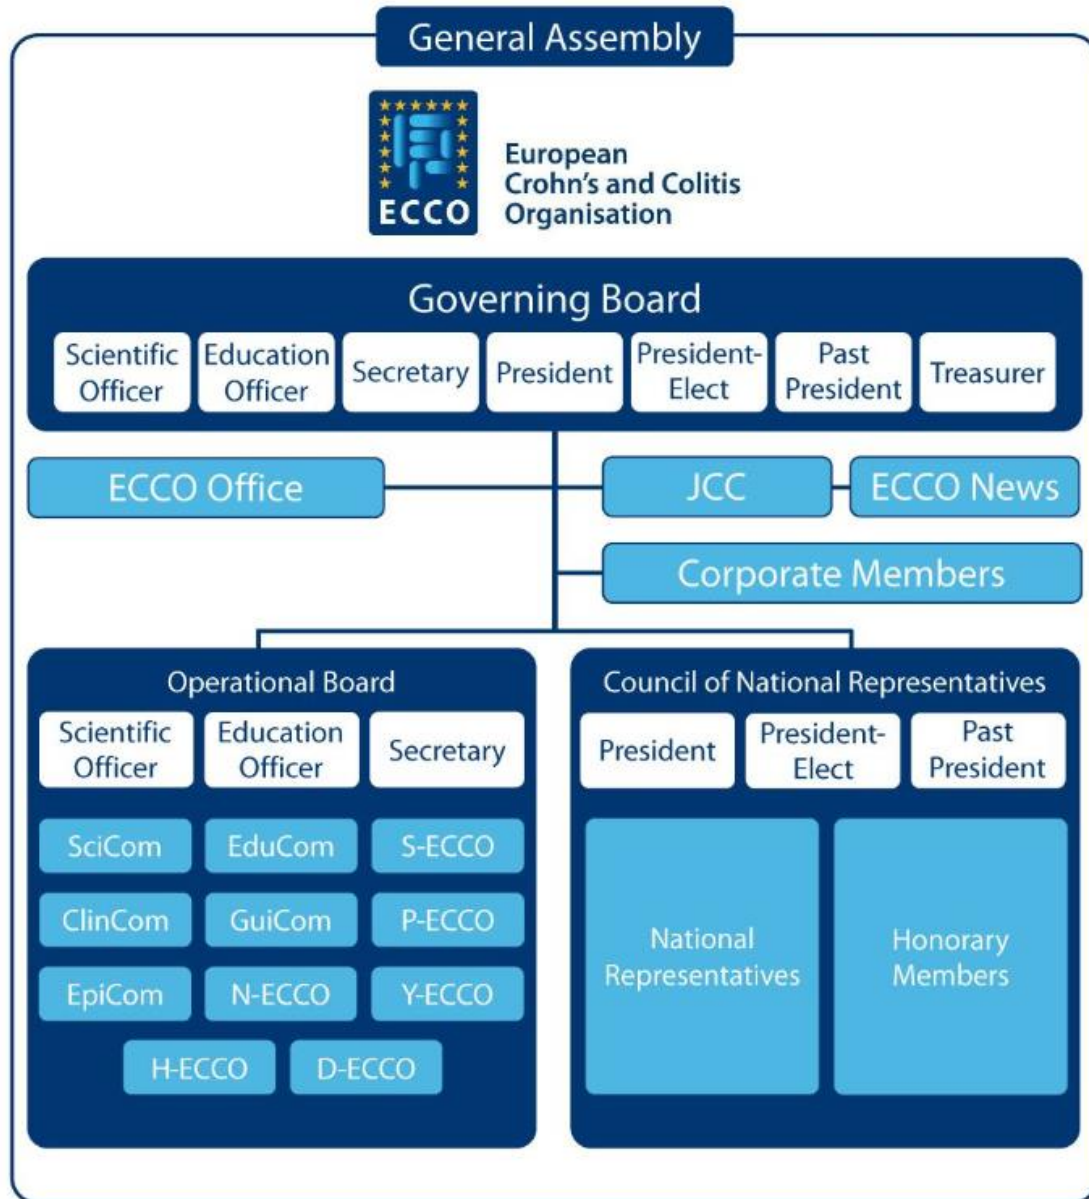 General Assembly
ECCO
European
Crohn's and Colitis
Organisation
Governing Board
Scientific
Officer
Education
Officer
Secretary
President
President-
Elect
Past
President
Treasurer
ECCO Office
JCC
ECCO News
Corporate Members
Operational Board
Scientific
Officer
Education
Officer
Secretary
SciCom
EduCom
S-ECCO
ClinCom
GuiCom
P-ECCO
EpiCom
N-ECCO
Y-ECCO
H-ECCO
D-ECCO
Council of National Representatives
President
President-
Elect
Past
President
National
Representatives
Honorary
Members